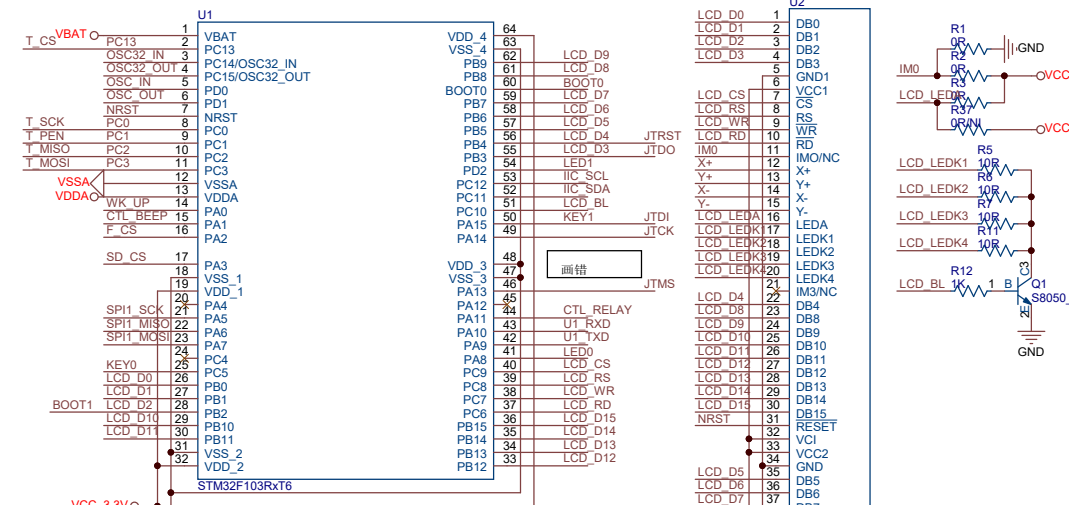 U1
VBAT
T_CS
PC13
OSC32_IN
OSC32_OUT
OSC_IN
OSC_OUT
NRST
T_SCK PC0
T_PEN PC1
T_MISO PC2
T_MOSI PC3
VSSA
VDDA
WK_UP
CTL_BEEP
F_CS
SD_CS
SPI1_SCK
SPI1_MISO
SPI1_MOSI
KEY0
LCD_D0
LCD_D1
BOOT1 LCD_D2
LCD_D10
LCD_D11
VCC_3.3V
1 VBAT
2 PC13
3 PC14/OSC32_IN
4 PC15/OSC32_OUT
5 PD0
6 PD1
7 NRST
8 PC0
9 PC1
10 PC2
11 PC3
12 VSSA
13 VDDA
14 PA0
15 PA1
16 PA2
17 PA3
18 VSS_1
19 VDD_1
20 PA4
21 PA5
22 PA6
23 PA7
24 PC4
25 PC5
26 PB0
27 PB1
28 PB2
29 PB10
30 PB11
31 VSS_2
32 VDD_2
STM32F103RxT6
VDD_4 64
VSS_4 63
PB9 62 LCD_D9
PB8 61 LCD_D8
BOOT0 60 BOOT0
PB7 59 LCD_D7
PB6 58 LCD_D6
PB5 57 LCD_D5
PB4 56 LCD_D4 JTRST
PB3 55 LCD_D3 JTDO
PD2 54 LED1
PC12 53 IIC_SCL
PC11 52 IIC_SDA
PC10 51 LCD_BL
PA15 50 KEY1 JTDI
PA14 49 JTCK
VDD_3 48
VSS_3 47
PA13 46 JTMS
PA12 45
PA11 44 CTL_RELAY
PA10 43 U1_RXD
PA9 42 U1_TXD
PA8 41 LED0
PC9 40 LCD_CS
PC8 39 LCD_RS
PC7 38 LCD_WR
PC6 37 LCD_RD
PB15 36 LCD_D15
PB14 35 LCD_D14
PB13 34 LCD_D13
PB12 33 LCD_D12
画错
U2
LCD_D0 1 DB0
LCD_D1 2 DB1
LCD_D2 3 DB2
LCD_D3 4 DB3
5 GND1
6 VCC1
LCD_CS 7 CS
LCD_RS 8 RS
LCD_WR 9 WR
LCD_RD 10 RD
IM0 11 IMO/NC
X+ 12 X+
Y+ 13 Y+
X- 14 X-
Y- 15 Y-
LCD_LEDA 16 LEDA
LCD_LEDK1 17 LEDK1
LCD_LEDK2 18 LEDK2
LCD_LEDK3 19 LEDK3
LCD_LEDK4 20 LEDK4
21 IM3/NC
LCD_D4 22 DB4
LCD_D8 23 DB8
LCD_D9 24 DB9
LCD_D10 25 DB10
LCD_D11 26 DB11
LCD_D12 27 DB12
LCD_D13 28 DB13
LCD_D14 29 DB14
LCD_D15 30 DB15
NRST 31 RESET
32 VCI
33 VCC2
34 GND
LCD_D5 35 DB5
LCD_D6 36 DB6
LCD_D7 37
R1
0R
GND
R2
IM0 0R VCC
R3
LCD_LEDA 0R
R37
0R/NI VCC
R5
LCD_LEDK1 10R
R6
LCD_LEDK2 10R
R7
LCD_LEDK3 10R
R11
LCD_LEDK4 10R
R12
LCD_BL 1K 1 B
C3
Q1
S8050_
2E
GND